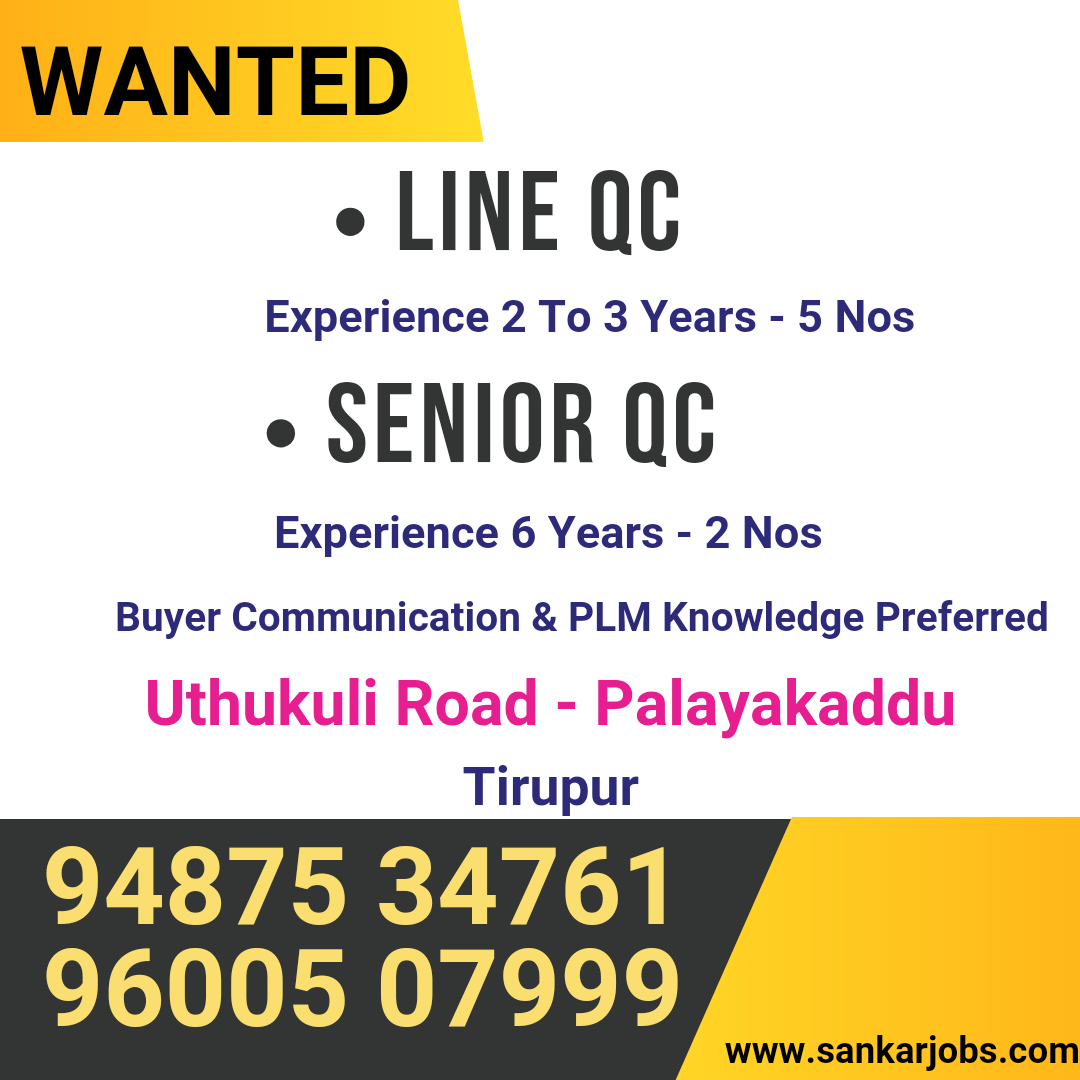 WANTED
• LINE QC
Experience 2 To 3 Years - 5 Nos
• SENIOR QC
Experience 6 Years - 2 Nos
Buyer Communication & PLM Knowledge Preferred
Uthukuli Road - Palayakaddu
Tirupur
94875 34761
96005 07999
www.sankarjobs.com